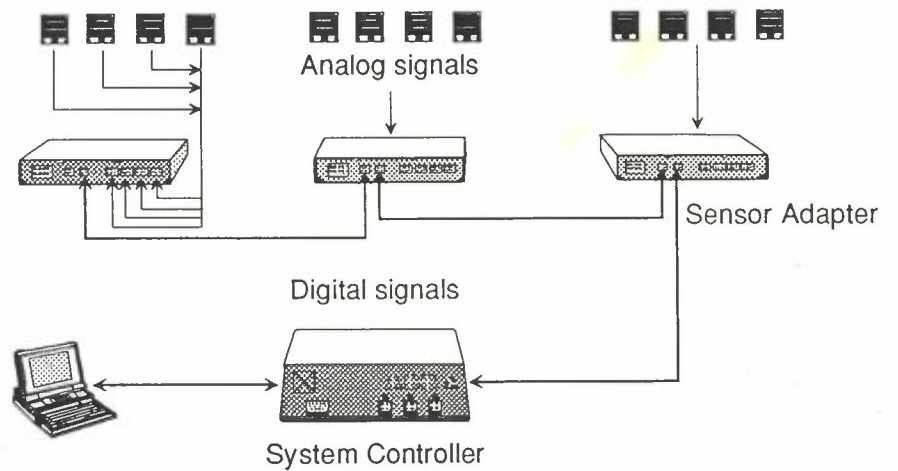 Analog signals
Sensor Adapter
Digital signals
System Controller